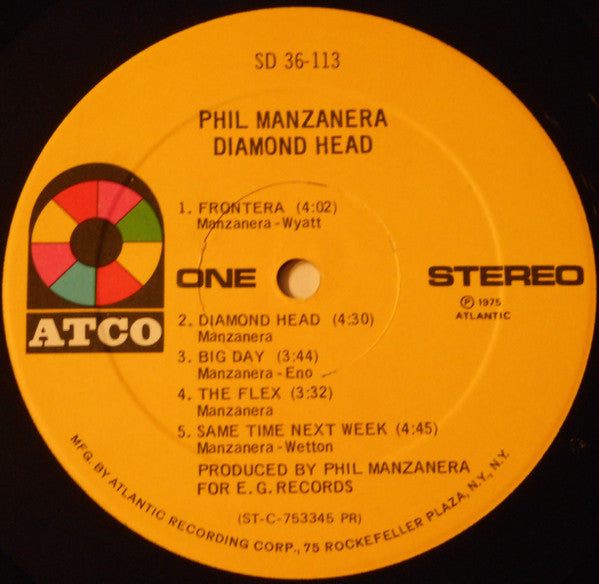 SD 36-113
PHIL MANZANERA
DIAMOND HEAD
1. FRONTERA (4:02)
Manzanera-Wyatt
ATCO
ONE
STEREO
℗ 1975
ATLANTIC
2. DIAMOND HEAD (4:30)
Manzanera
3. BIG DAY (3:44)
Manzanera-Eno
4. THE FLEX (3:32)
Manzanera
5. SAME TIME NEXT WEEK (4:45)
Manzanera-Wetton
PRODUCED BY PHIL MANZANERA
FOR E. G. RECORDS
(ST-C-753345 PR)
MFG. BY ATLANTIC RECORDING CORP., 75 ROCKEFELLER PLAZA, N.Y., N.Y.